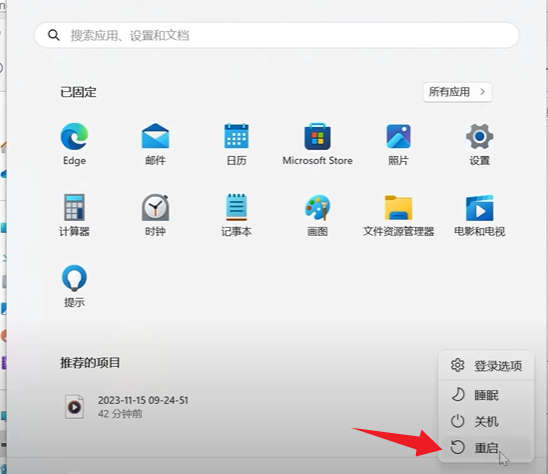 搜索应用、设置和文档
已固定
所有应用
Edge
邮件
日历
Microsoft Store
照片
设置
计算器
时钟
记事本
画图
文件资源管理器
电影和电视
提示
推荐的项目
2023-11-15 09-24-51
42 分钟前
登录选项
睡眠
关机
重启